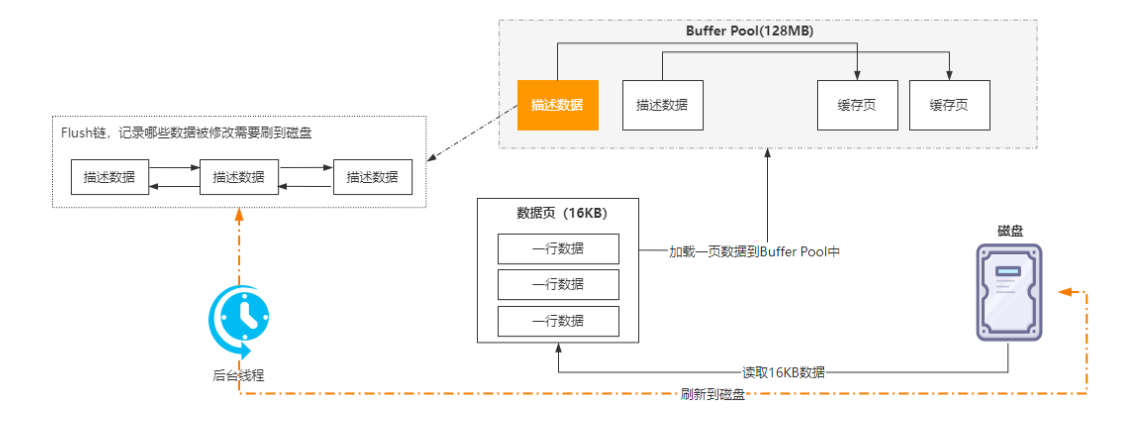 Buffer Pool(128MB)
描述数据
描述数据
缓存页
缓存页
Flush链，记录哪些数据被修改需要刷到磁盘
描述数据
描述数据
描述数据
数据页（16KB）
一行数据
一行数据
一行数据
加载一页数据到Buffer Pool中
磁盘
后台线程
读取16KB数据
刷新到磁盘